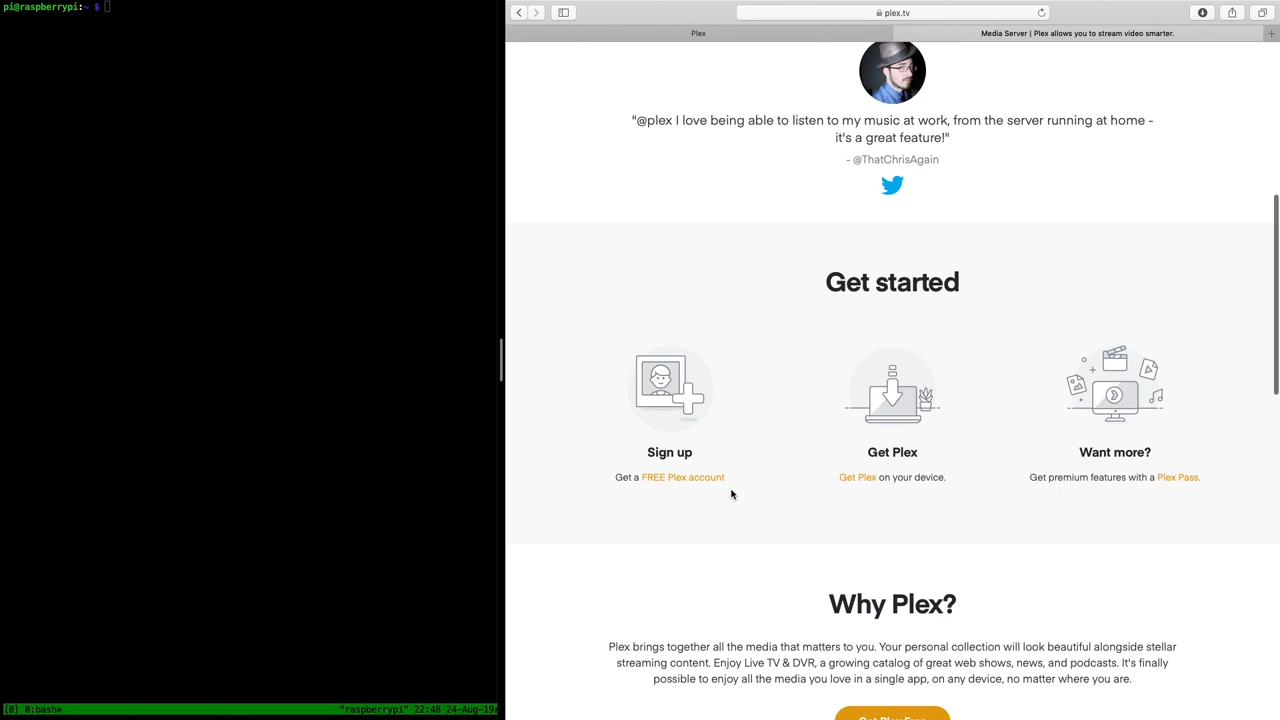 pi@raspberrypi:~ $
[0] 0:bash* "raspberrypi" 22:48 24-Aug-19
plex.tv
Plex
Media Server | Plex allows you to stream video smarter.
"@plex I love being able to listen to my music at work, from the server running at home -
it's a great feature!"
- @ThatChrisAgain
Get started
Sign up
Get a FREE Plex account
Get Plex
Get Plex on your device.
Want more?
Get premium features with a Plex Pass.
Why Plex?
Plex brings together all the media that matters to you. Your personal collection will look beautiful alongside stellar
streaming content. Enjoy Live TV & DVR, a growing catalog of great web shows, news, and podcasts. It's finally
possible to enjoy all the media you love in a single app, on any device, no matter where you are.
Get Plex Free